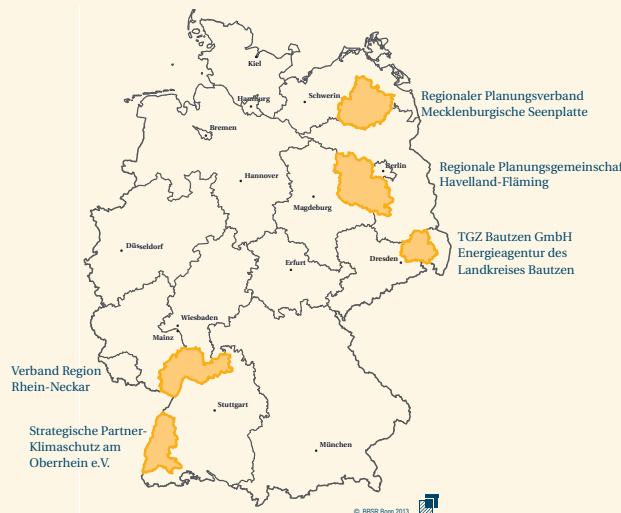 Kiel
Hamburg
Schwerin
Regionaler Planungsverband
Mecklenburgische Seenplatte
Bremen
Berlin
Regionale Planungsgemeinschaf
Havelland-Fläming
Hannover
Magdeburg
TGZ Bautzen GmbH
Energieagentur des
Landkreises Bautzen
Düsseldorf
Erfurt
Dresden
Wiesbaden
Mainz
Verband Region
Rhein-Neckar
Stuttgart
Strategische Partner-
Klimaschutz am
Oberrhein e.V.
München
© BBSR Bonn 2013